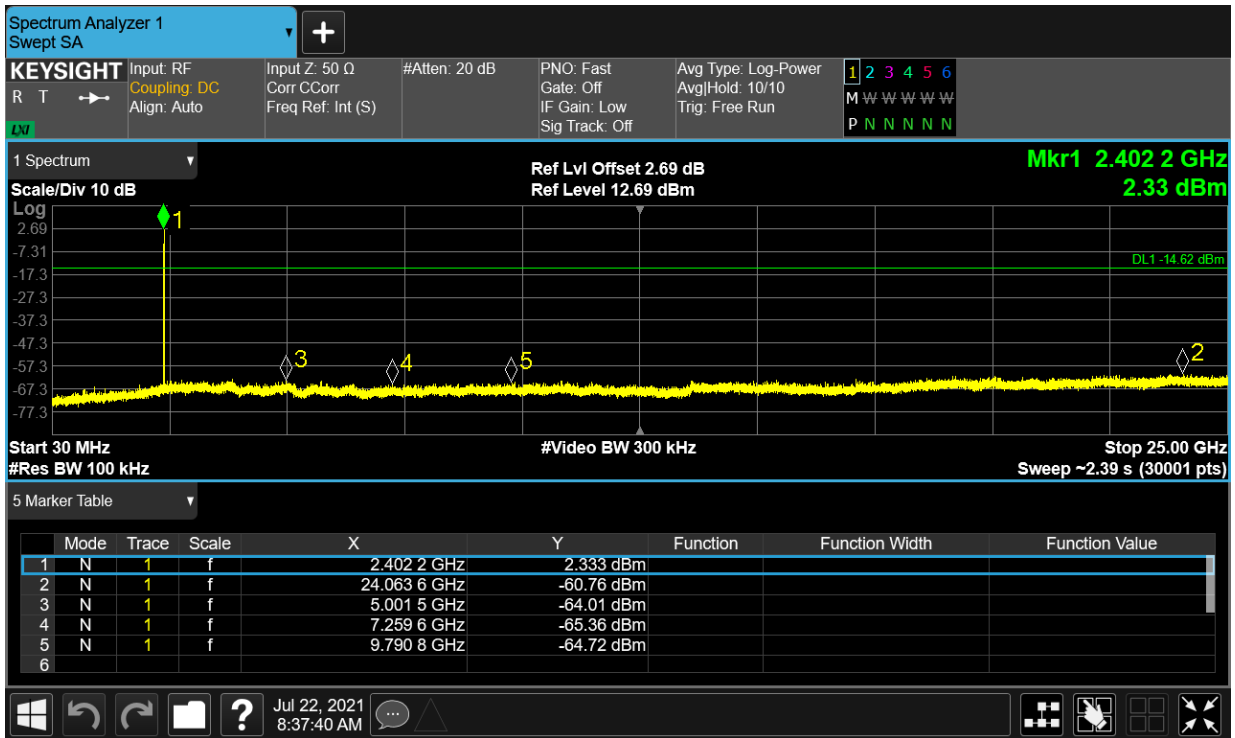 Spectrum Analyzer 1
Swept SA
+
KEYSIGHT
R T
LXI
Input: RF
Coupling: DC
Align: Auto
Input Z: 50 Ω
Corr CCorr
Freq Ref: Int (S)
#Atten: 20 dB
PNO: Fast
Gate: Off
IF Gain: Low
Sig Track: Off
Avg Type: Log-Power
Avg|Hold: 10/10
Trig: Free Run
1 2 3 4 5 6
M W W W W W
P N N N N N
1 Spectrum
Scale/Div 10 dB
Ref Lvl Offset 2.69 dB
Ref Level 12.69 dBm
Mkr1 2.402 2 GHz
2.33 dBm
Log
2.69
-7.31
-17.3
-27.3
-37.3
-47.3
-57.3
-67.3
-77.3
1
DL1 -14.62 dBm
3
4
5
2
Start 30 MHz
#Video BW 300 kHz
Stop 25.00 GHz
#Res BW 100 kHz
Sweep ~2.39 s (30001 pts)
5 Marker Table
Mode Trace Scale X Y Function Function Width Function Value
1 N 1 f 2.402 2 GHz 2.333 dBm
2 N 1 f 24.063 6 GHz -60.76 dBm
3 N 1 f 5.001 5 GHz -64.01 dBm
4 N 1 f 7.259 6 GHz -65.36 dBm
5 N 1 f 9.790 8 GHz -64.72 dBm
6
?
Jul 22, 2021
8:37:40 AM